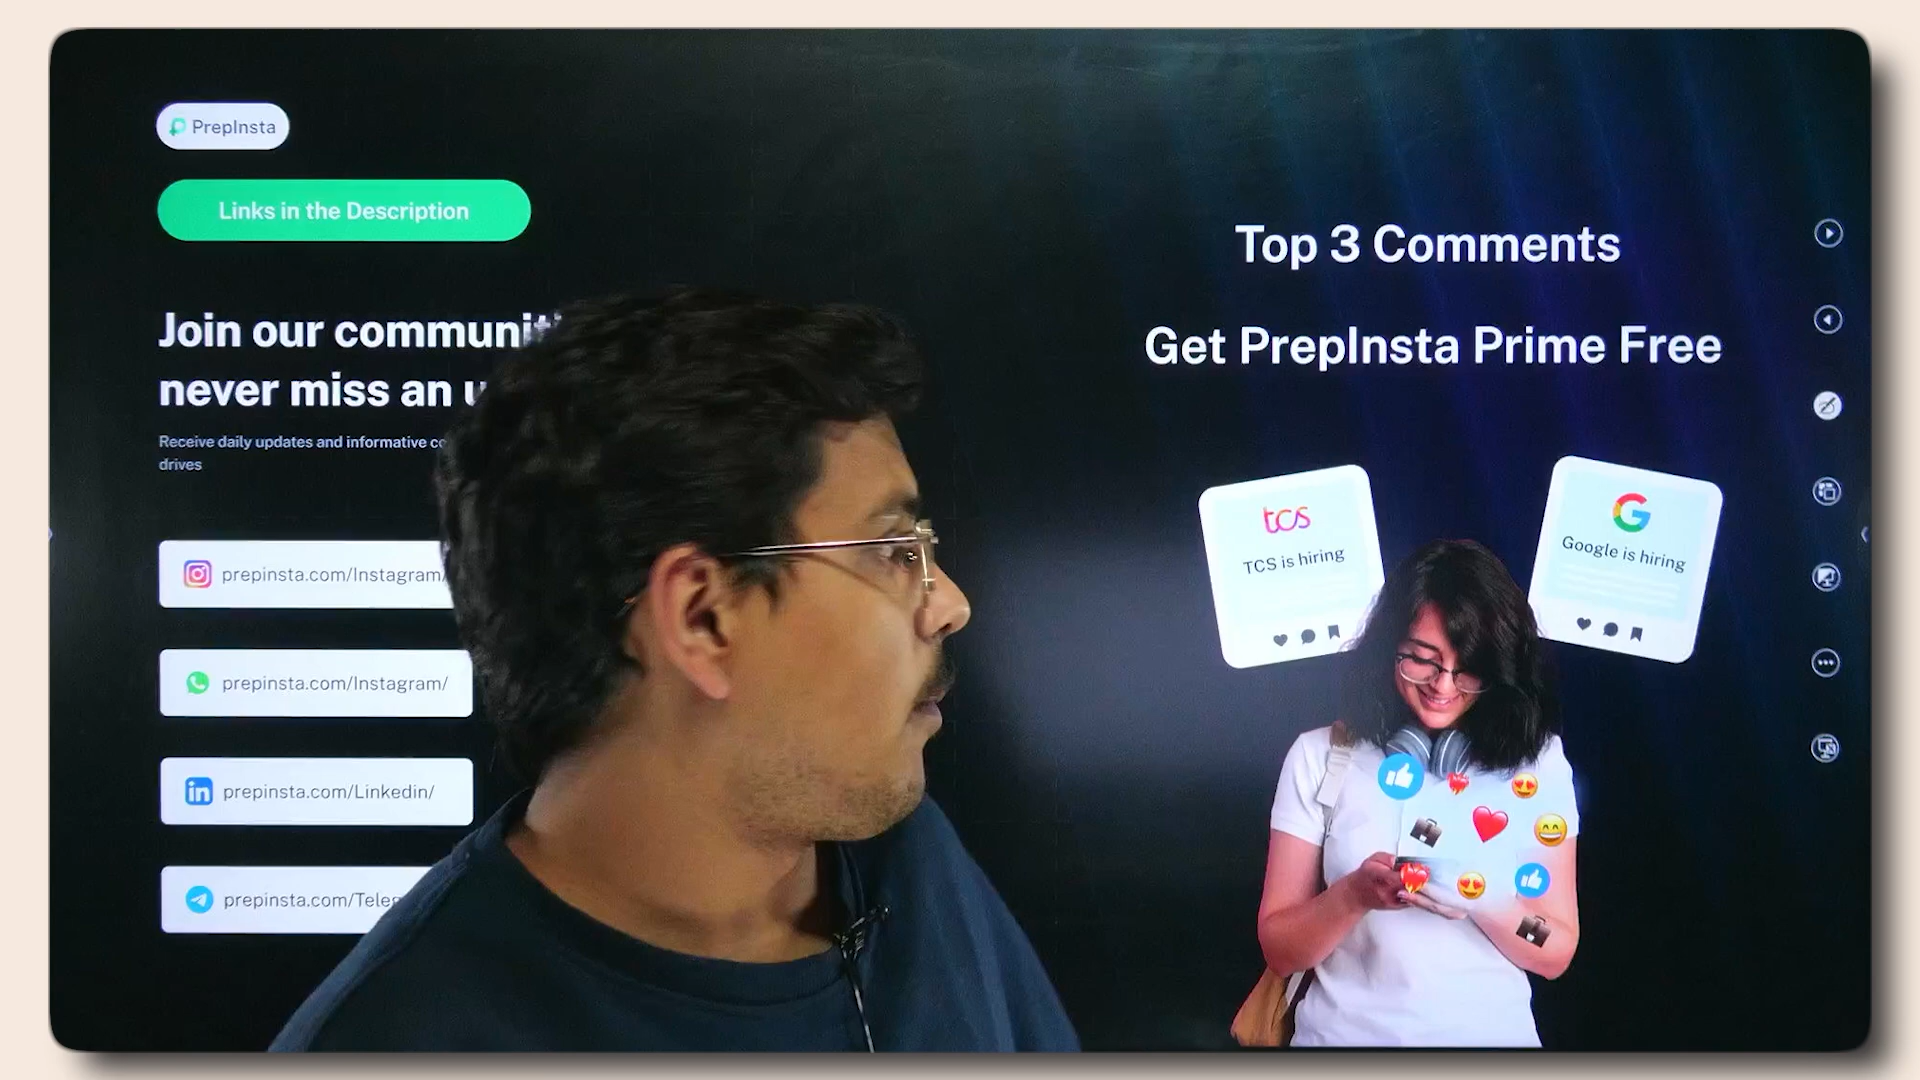 PrepInsta
Links in the Description
Join our communit
never miss an
Receive daily updates and informative
drives
prepinsta.com/Instagram/
prepinsta.com/Instagram/
prepinsta.com/Linkedin/
prepinsta.com/Tele
Top 3 Comments
Get PrepInsta Prime Free
tcs
TCS is hiring
G
Google is hiring
in